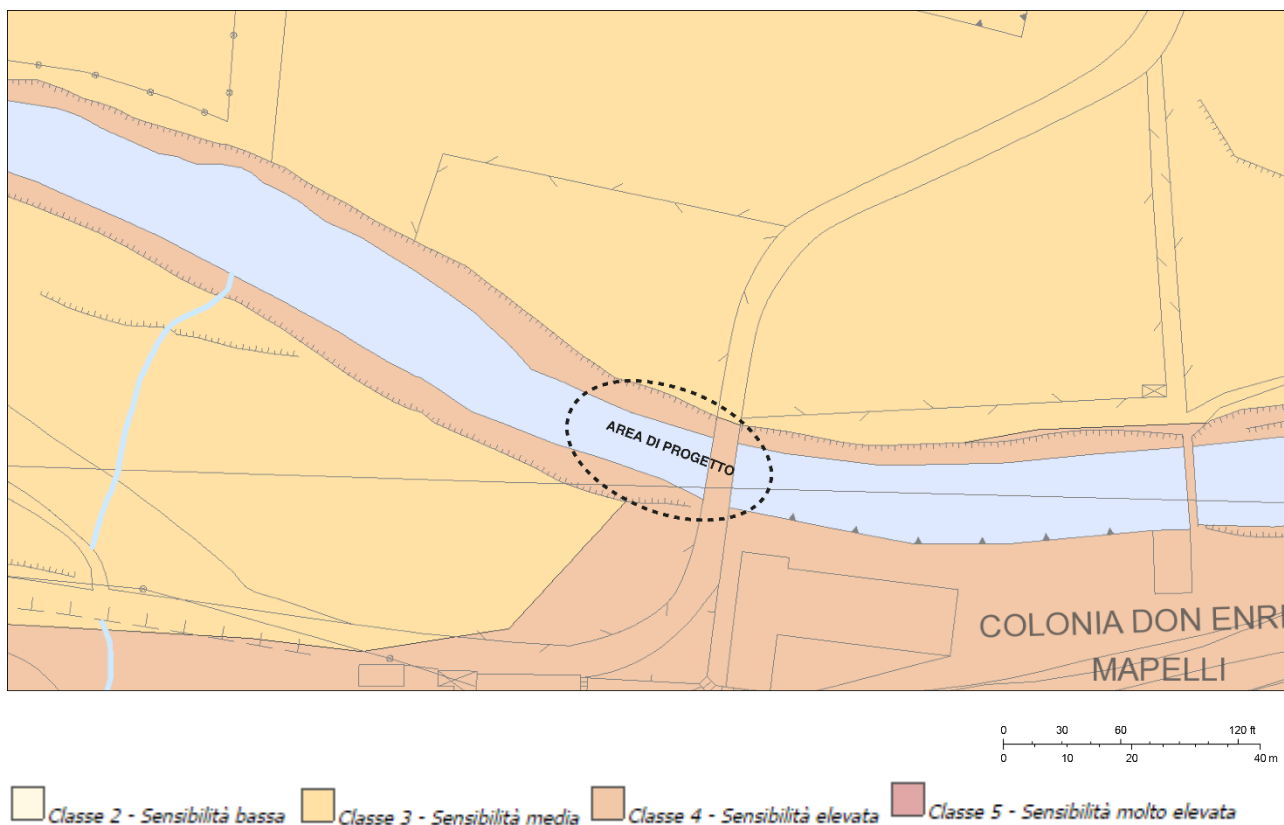 AREA DI PROGETTO
COLONIA DON ENRI
MAPELLI
0 30 60 120 ft
0 10 20 40 m
Classe 2 - Sensibilità bassa
Classe 3 - Sensibilità media
Classe 4 - Sensibilità elevata
Classe 5 - Sensibilità molto elevata